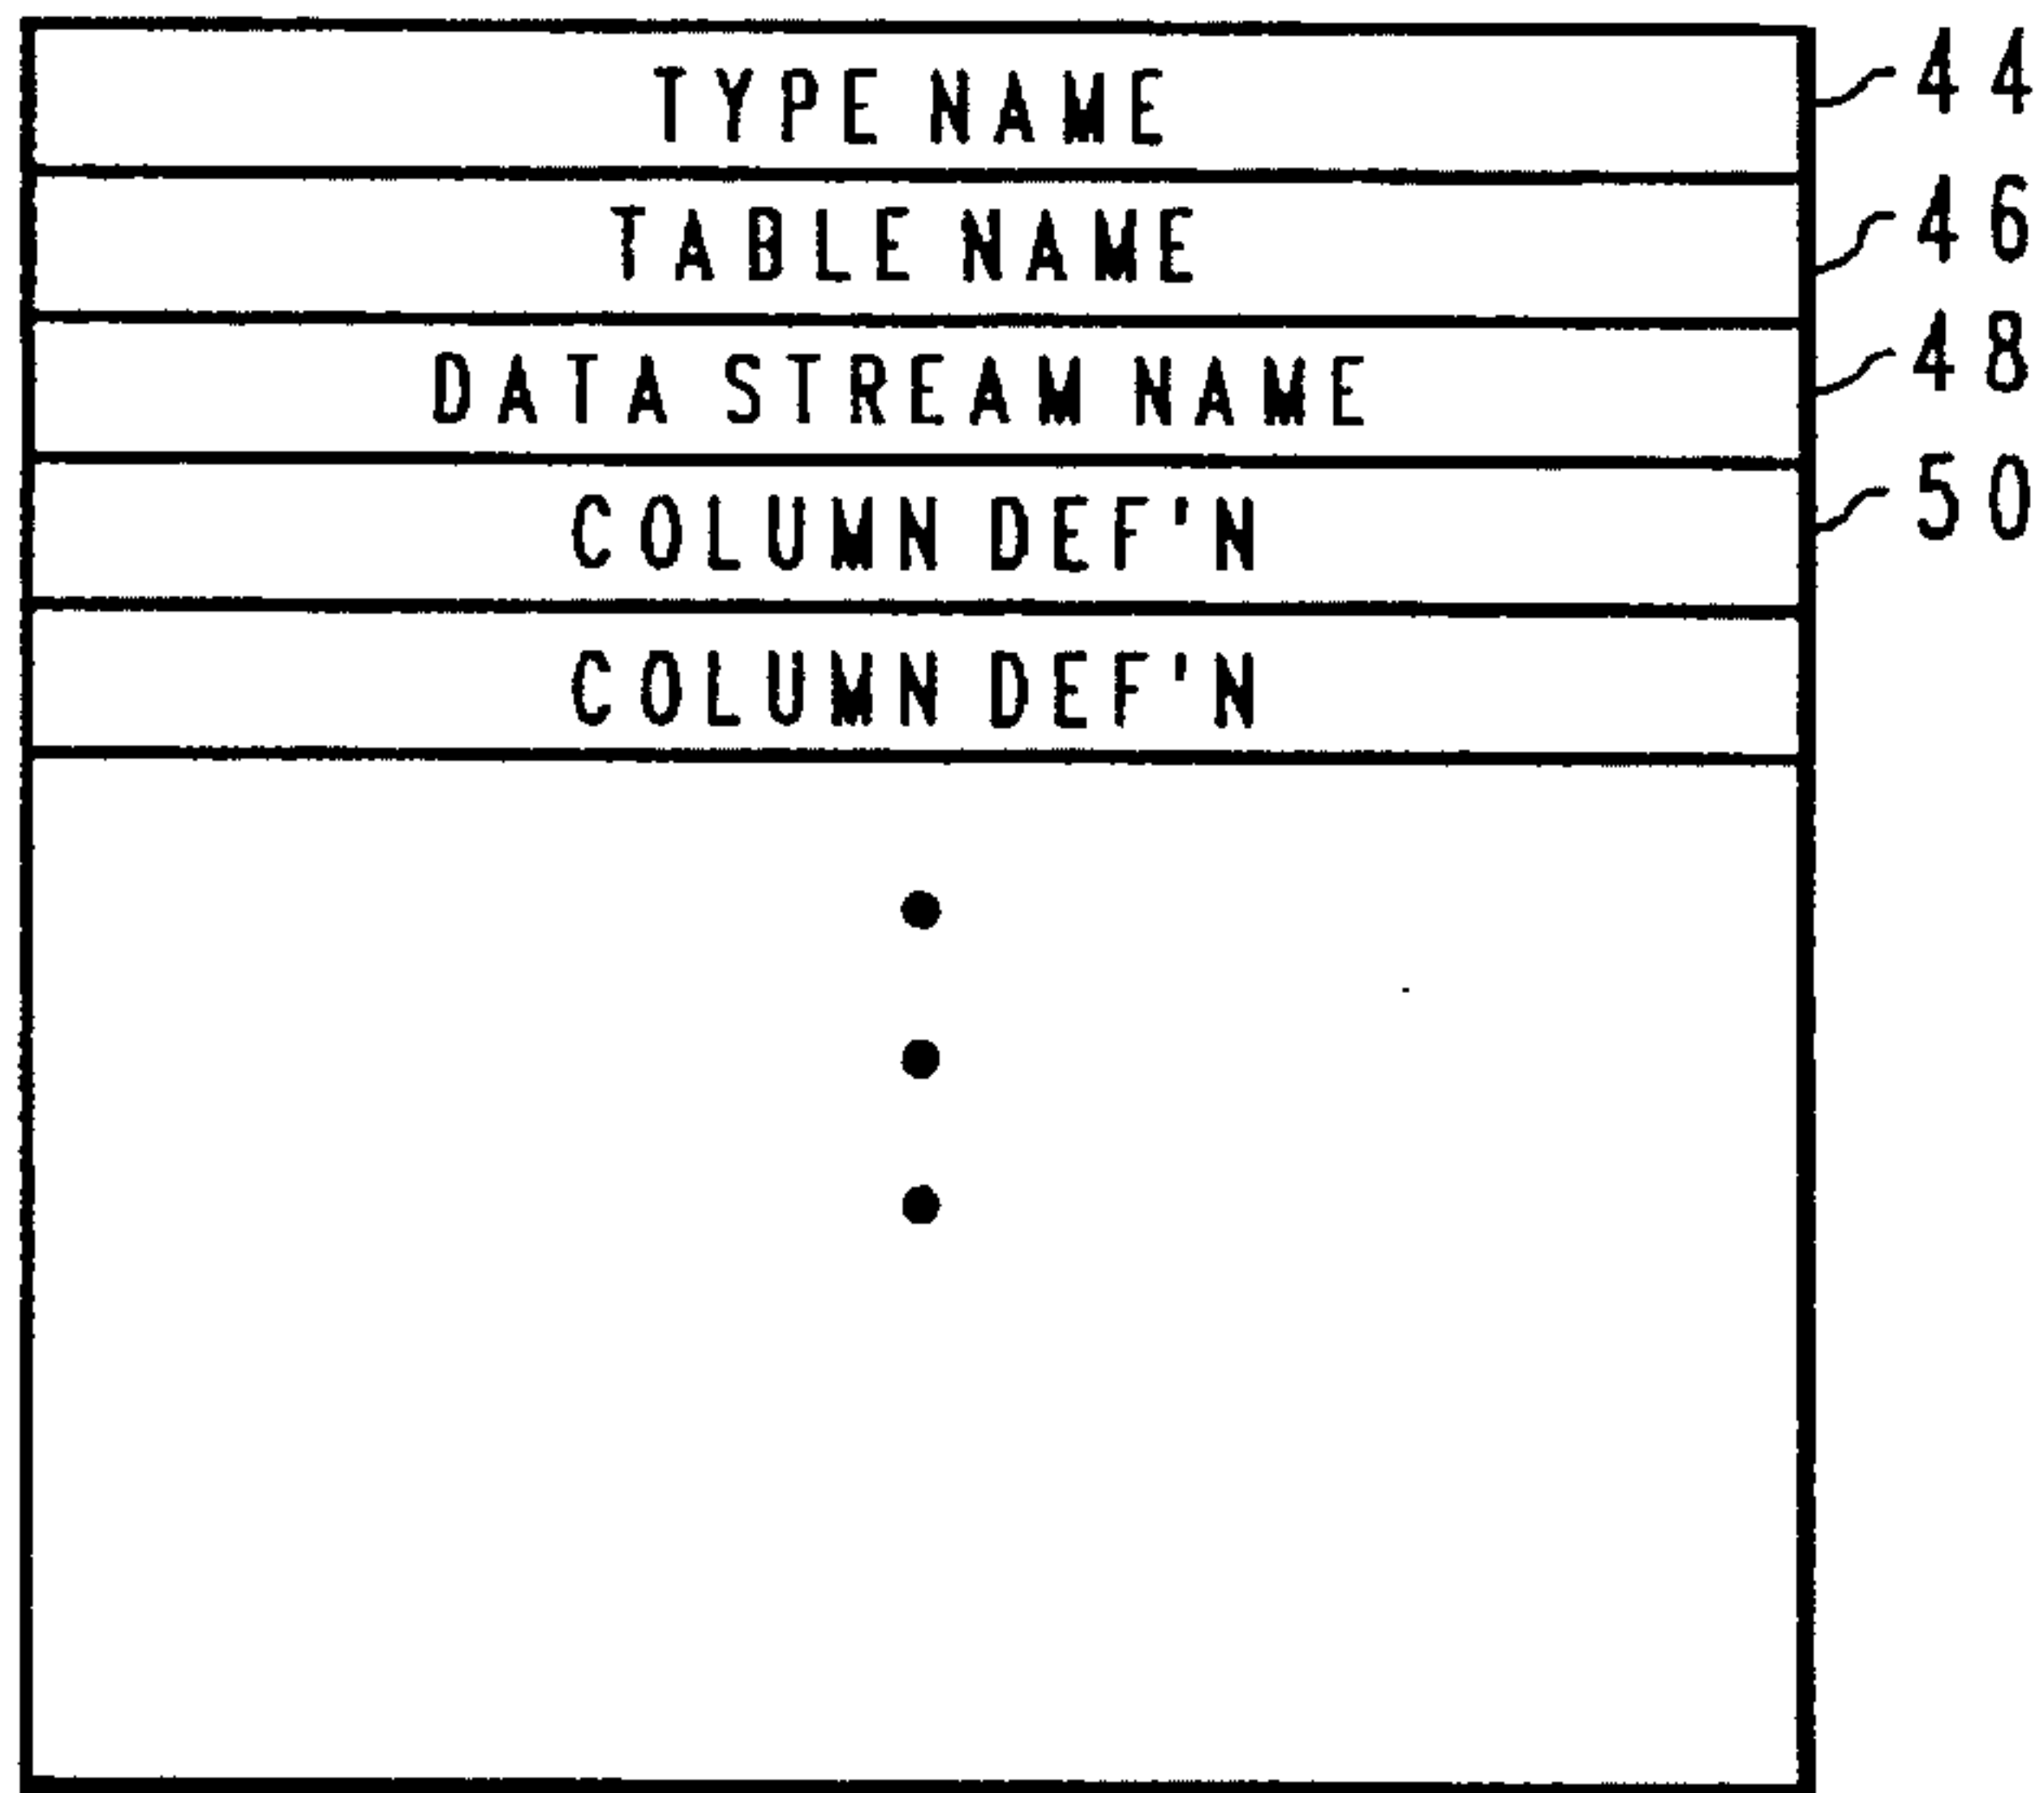 TYPE NAME 44
TABLE NAME 46
DATA STREAM NAME 48
COLUMN DEF'N 50
COLUMN DEF'N